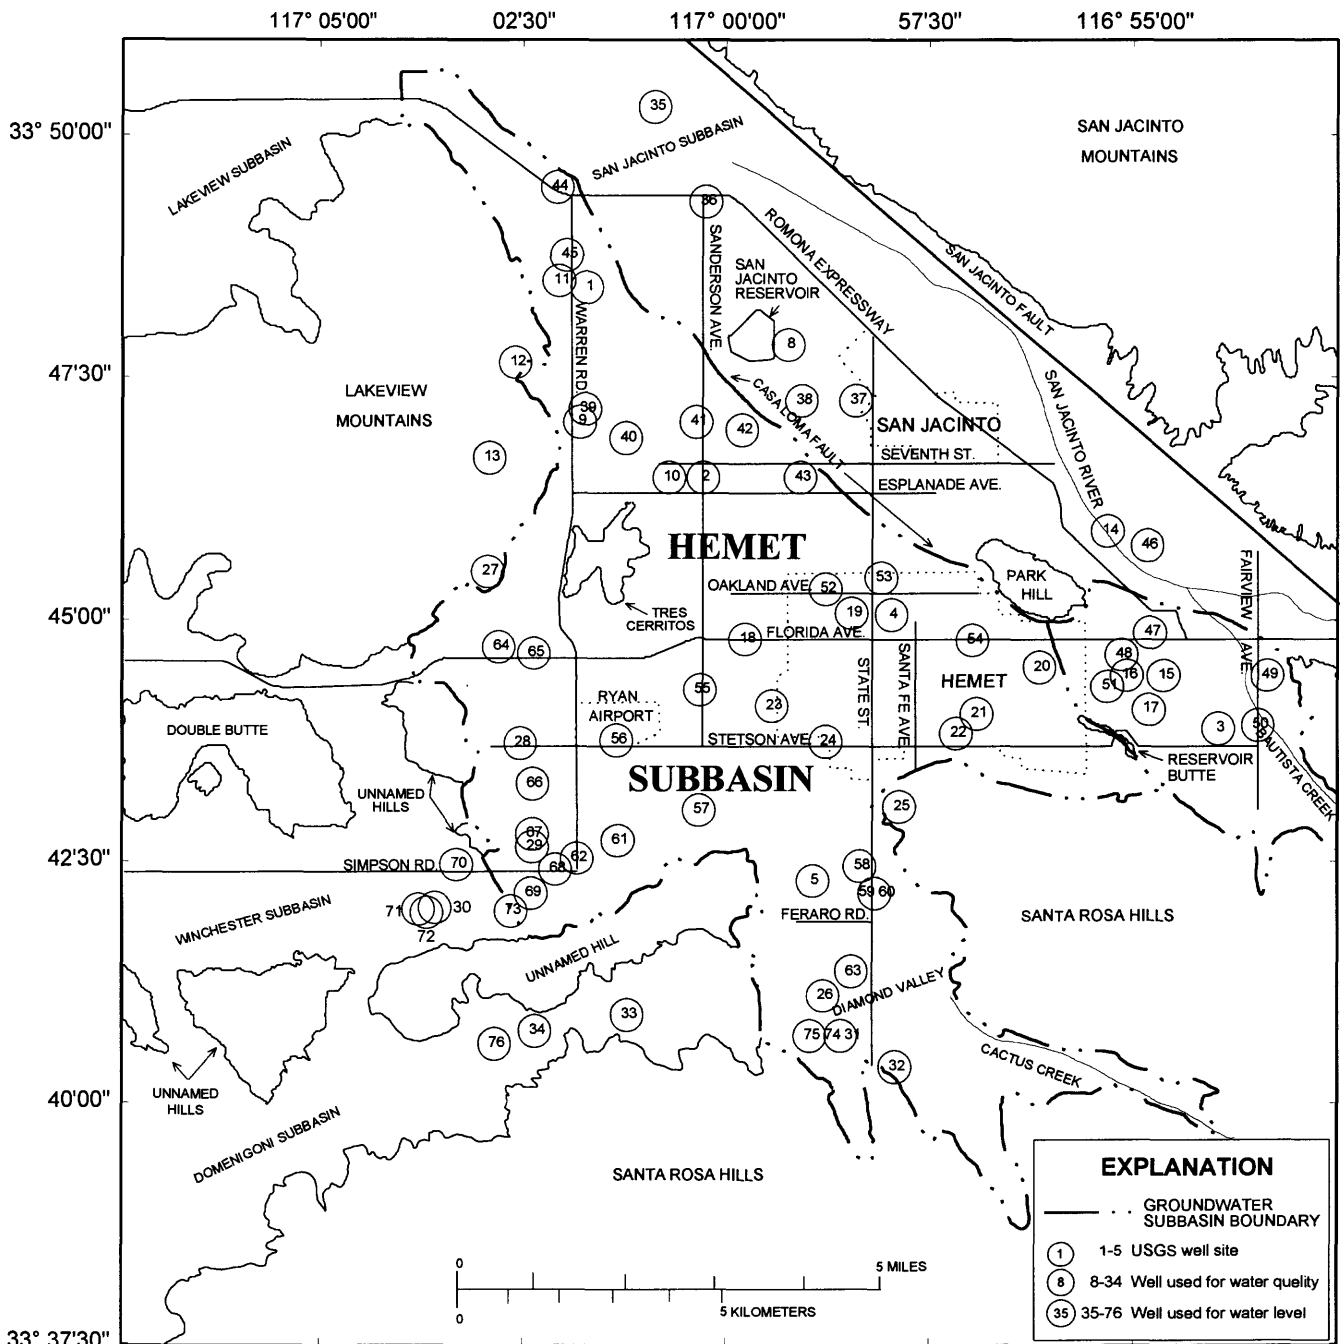 117° 05'00"
02'30"
117° 00'00"
57'30"
116° 55'00"
33° 50'00"
47'30"
45'00"
42'30"
40'00"
33° 37'30"
35
SAN JACINTO SUBBASIN
SAN JACINTO
MOUNTAINS
LAKEVIEW SUBBASIN
44
36
ROMONA EXPRESSWAY
SANDERSON AVE.
SAN
JACINTO
RESERVOIR
SAN JACINTO FAULT
45
11
1
WARREN RD.
8
12
LAKEVIEW
MOUNTAINS
CASA LOMA FAULT
38
37
SAN JACINTO RIVER
39
9
40
41
42
SAN JACINTO
SEVENTH ST.
13
10
2
43
ESPLANADE AVE.
14
46
HEMET
27
53
52
OAKLAND AVE.
PARK
HILL
FAIRVIEW
AVE.
TRES
CERRITOS
19
4
47
18
FLORIDA AVE.
54
64
65
48
20
16
15
49
51
STATE ST.
SANTA FE AVE.
HEMET
55
RYAN
AIRPORT
23
21
17
DOUBLE BUTTE
3
50
28
56
STETSON AVE.
24
22
BAUTISTA CREEK
RESERVOIR
BUTTE
SUBBASIN
UNNAMED
HILLS
66
57
25
67
29
61
62
SIMPSON RD.
70
68
58
5
69
59
60
71
30
72
73
FERARO RD.
SANTA ROSA HILLS
WINCHESTER SUBBASIN
UNNAMED HILL
63
26
DIAMOND VALLEY
33
34
76
75
74
31
32
CACTUS CREEK
UNNAMED
HILLS
DOMENIGONI SUBBASIN
SANTA ROSA HILLS
EXPLANATION
GROUNDWATER
SUBBASIN BOUNDARY
1 1-5 USGS well site
8 8-34 Well used for water quelity
35 35-76 Well used for water level
0
5 MILES
0
5 KILOMETERS